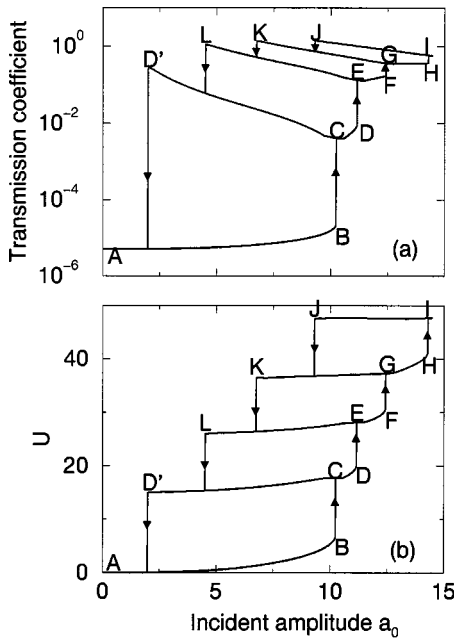 Transmission coefficient
10⁰
10⁻²
10⁻⁴
10⁻⁶
D'
L
K
J
I
G
H
E
F
C
D
B
A
(a)
U
40
20
0
J
I
K
G
H
L
E
F
D'
C
D
B
A
(b)
0
5
10
15
Incident amplitude a₀